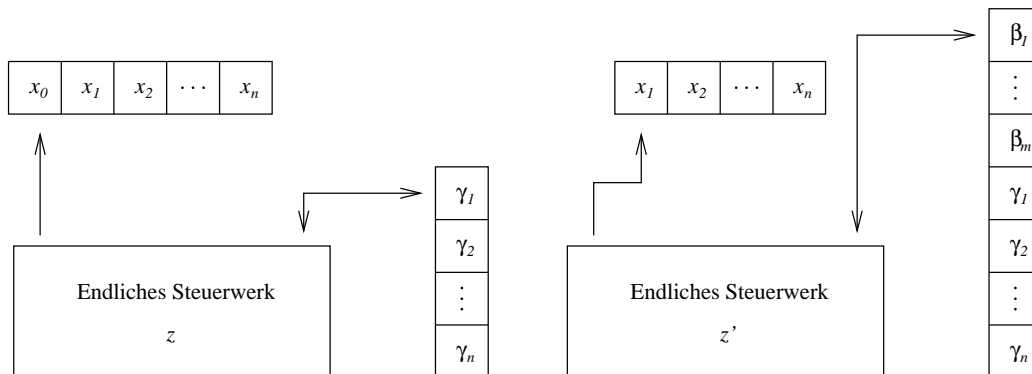 x0 x1 x2 ··· xn
γ1
γ2
⋮
γn
Endliches Steuerwerk
z
x1 x2 ··· xn
β1
⋮
βm
γ1
γ2
⋮
γn
Endliches Steuerwerk
z’